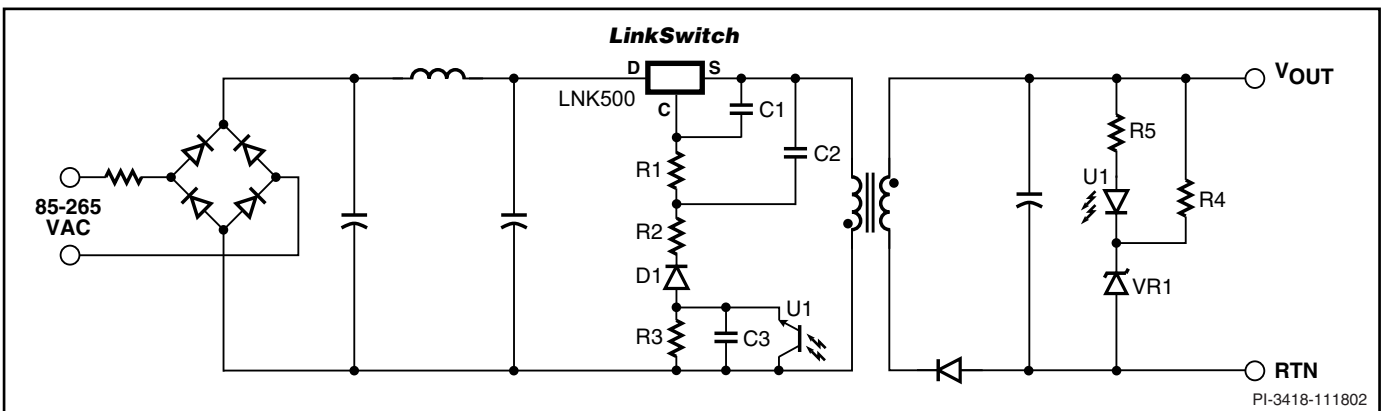 LinkSwitch
D
S
LNK500
C
C1
C2
R1
R2
D1
R3
C3
U1
85-265
VAC
VOUT
R5
U1
R4
VR1
RTN
PI-3418-111802